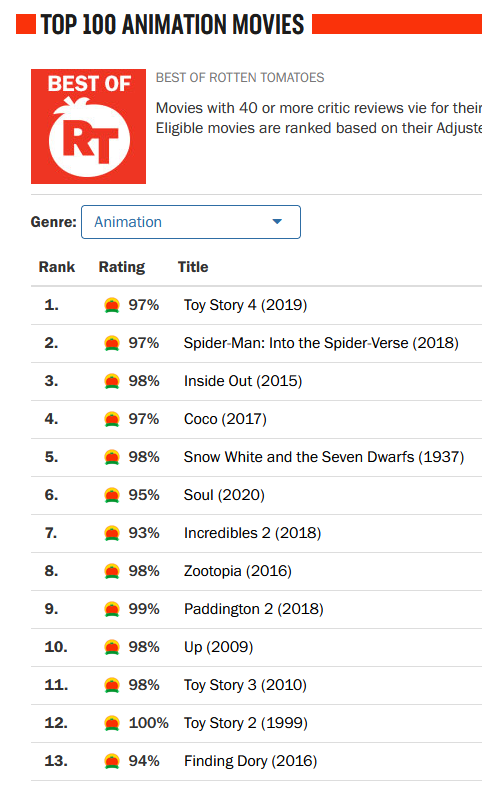 TOP 100 ANIMATION MOVIES
BEST OF
RT
BEST OF ROTTEN TOMATOES
Movies with 40 or more critic reviews vie for their
Eligible movies are ranked based on their Adjuste
Genre: Animation
Rank Rating Title
1. 97% Toy Story 4 (2019)
2. 97% Spider-Man: Into the Spider-Verse (2018)
3. 98% Inside Out (2015)
4. 97% Coco (2017)
5. 98% Snow White and the Seven Dwarfs (1937)
6. 95% Soul (2020)
7. 93% Incredibles 2 (2018)
8. 98% Zootopia (2016)
9. 99% Paddington 2 (2018)
10. 98% Up (2009)
11. 98% Toy Story 3 (2010)
12. 100% Toy Story 2 (1999)
13. 94% Finding Dory (2016)